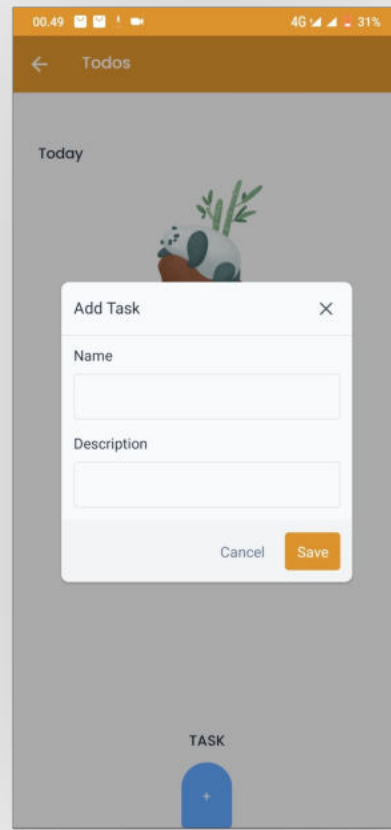 00.49 4G 31%
Todos
Today
Add Task
Name
Description
Cancel Save
TASK
+